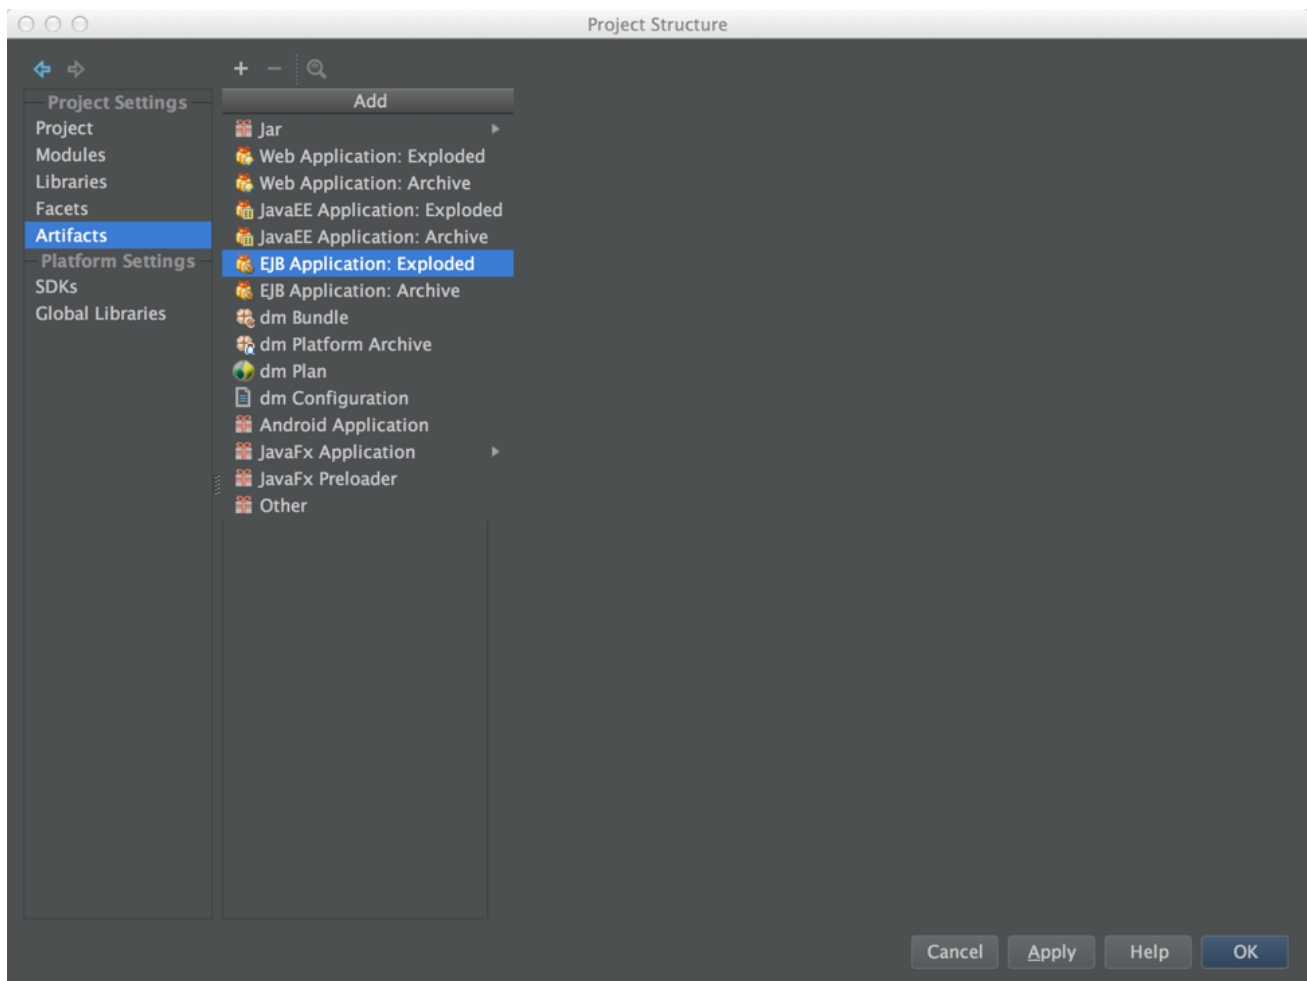 Project Structure
Project Settings
Project
Modules
Libraries
Facets
Artifacts
Platform Settings
SDKs
Global Libraries
Add
Jar
Web Application: Exploded
Web Application: Archive
JavaEE Application: Exploded
JavaEE Application: Archive
EJB Application: Exploded
EJB Application: Archive
dm Bundle
dm Platform Archive
dm Plan
dm Configuration
Android Application
JavaFx Application
JavaFx Preloader
Other
Cancel
Apply
Help
OK